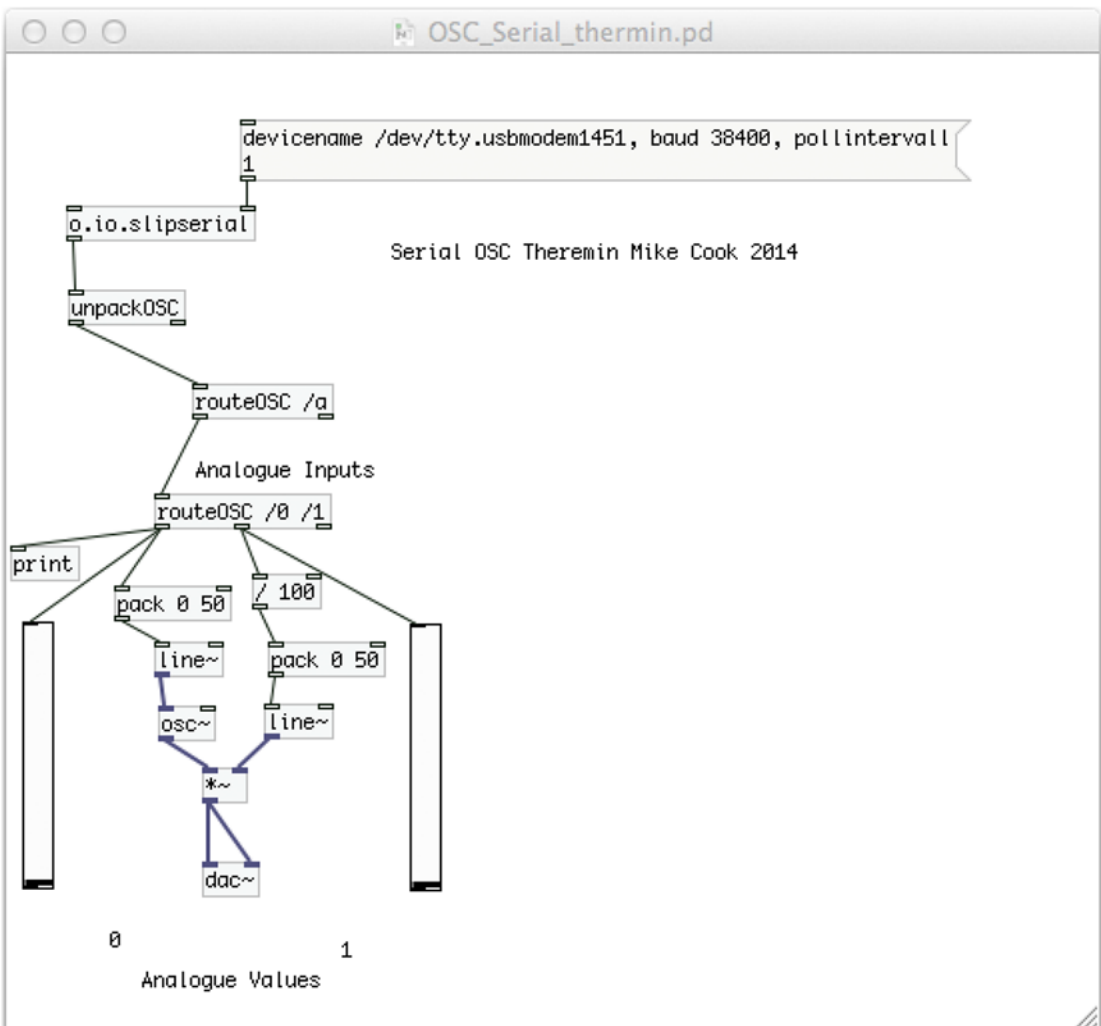 OSC_Serial_thermin.pd
devicename /dev/tty.usbmodem1451, baud 38400, pollintervall
1
o.io.slipserial
Serial OSC Theremin Mike Cook 2014
unpackOSC
routeOSC /a
Analogue Inputs
routeOSC /0 /1
print
/ 100
pack 0 50
line~
pack 0 50
osc~
line~
*~
dac~
0
1
Analogue Values